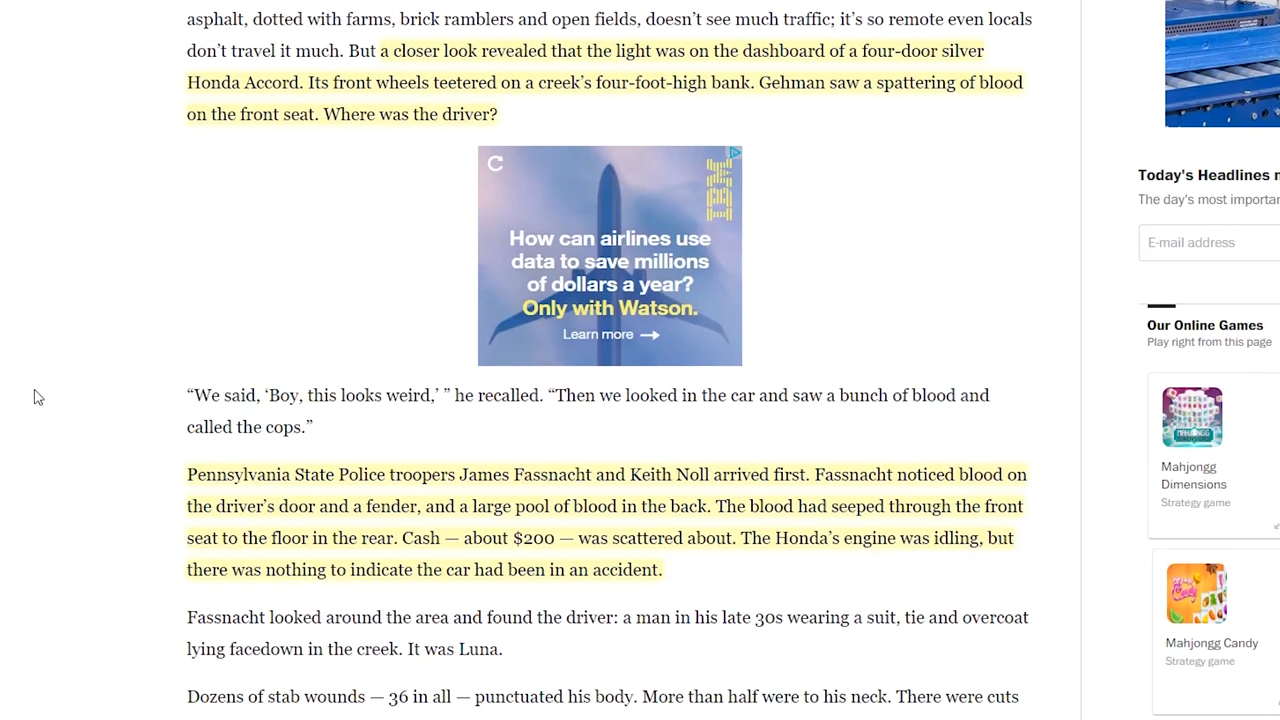 asphalt, dotted with farms, brick ramblers and open fields, doesn’t see much traffic; it’s so remote even locals
don’t travel it much. But a closer look revealed that the light was on the dashboard of a four-door silver
Honda Accord. Its front wheels teetered on a creek’s four-foot-high bank. Gehman saw a spattering of blood
on the front seat. Where was the driver?
IBM
How can airlines use
data to save millions
of dollars a year?
Only with Watson.
Learn more →
“We said, ‘Boy, this looks weird,’ ” he recalled. “Then we looked in the car and saw a bunch of blood and
called the cops.”
Pennsylvania State Police troopers James Fassnacht and Keith Noll arrived first. Fassnacht noticed blood on
the driver’s door and a fender, and a large pool of blood in the back. The blood had seeped through the front
seat to the floor in the rear. Cash — about $200 — was scattered about. The Honda’s engine was idling, but
there was nothing to indicate the car had been in an accident.
Fassnacht looked around the area and found the driver: a man in his late 30s wearing a suit, tie and overcoat
lying facedown in the creek. It was Luna.
Dozens of stab wounds — 36 in all — punctuated his body. More than half were to his neck. There were cuts
Today's Headlines
The day's most
E-mail address
Our Online Games
Play right from this page
Mahjongg
Dimensions
Strategy game
Mahjongg Candy
Strategy game